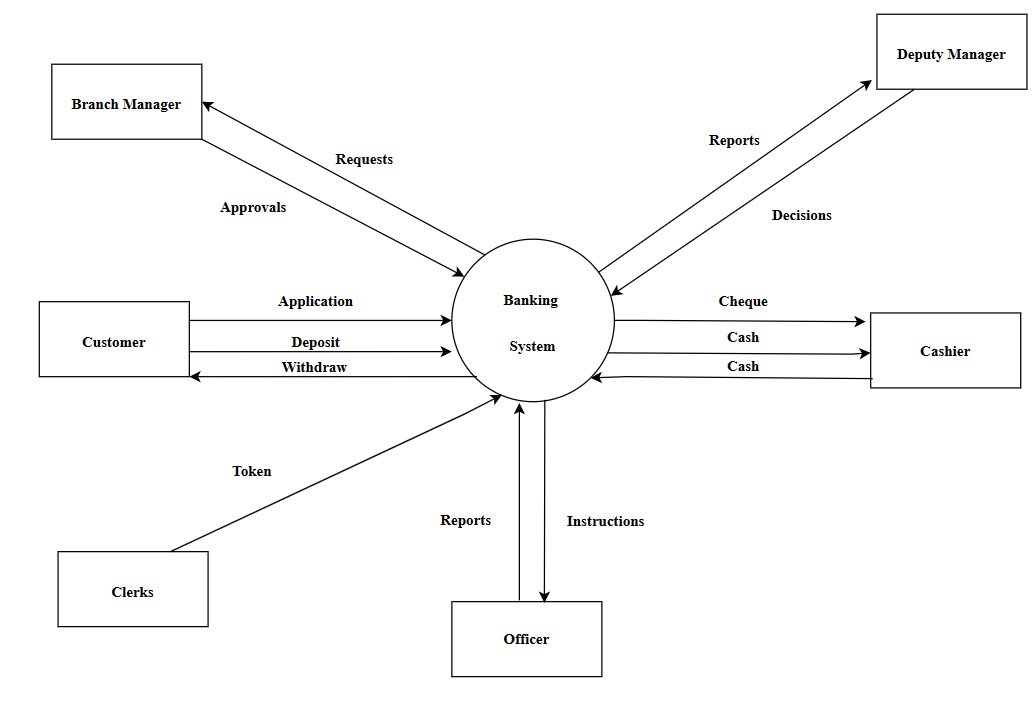 Deputy Manager
Branch Manager
Reports
Requests
Approvals
Decisions
Banking
System
Application
Cheque
Customer
Deposit
Cash
Cashier
Withdraw
Cash
Token
Reports
Instructions
Clerks
Officer